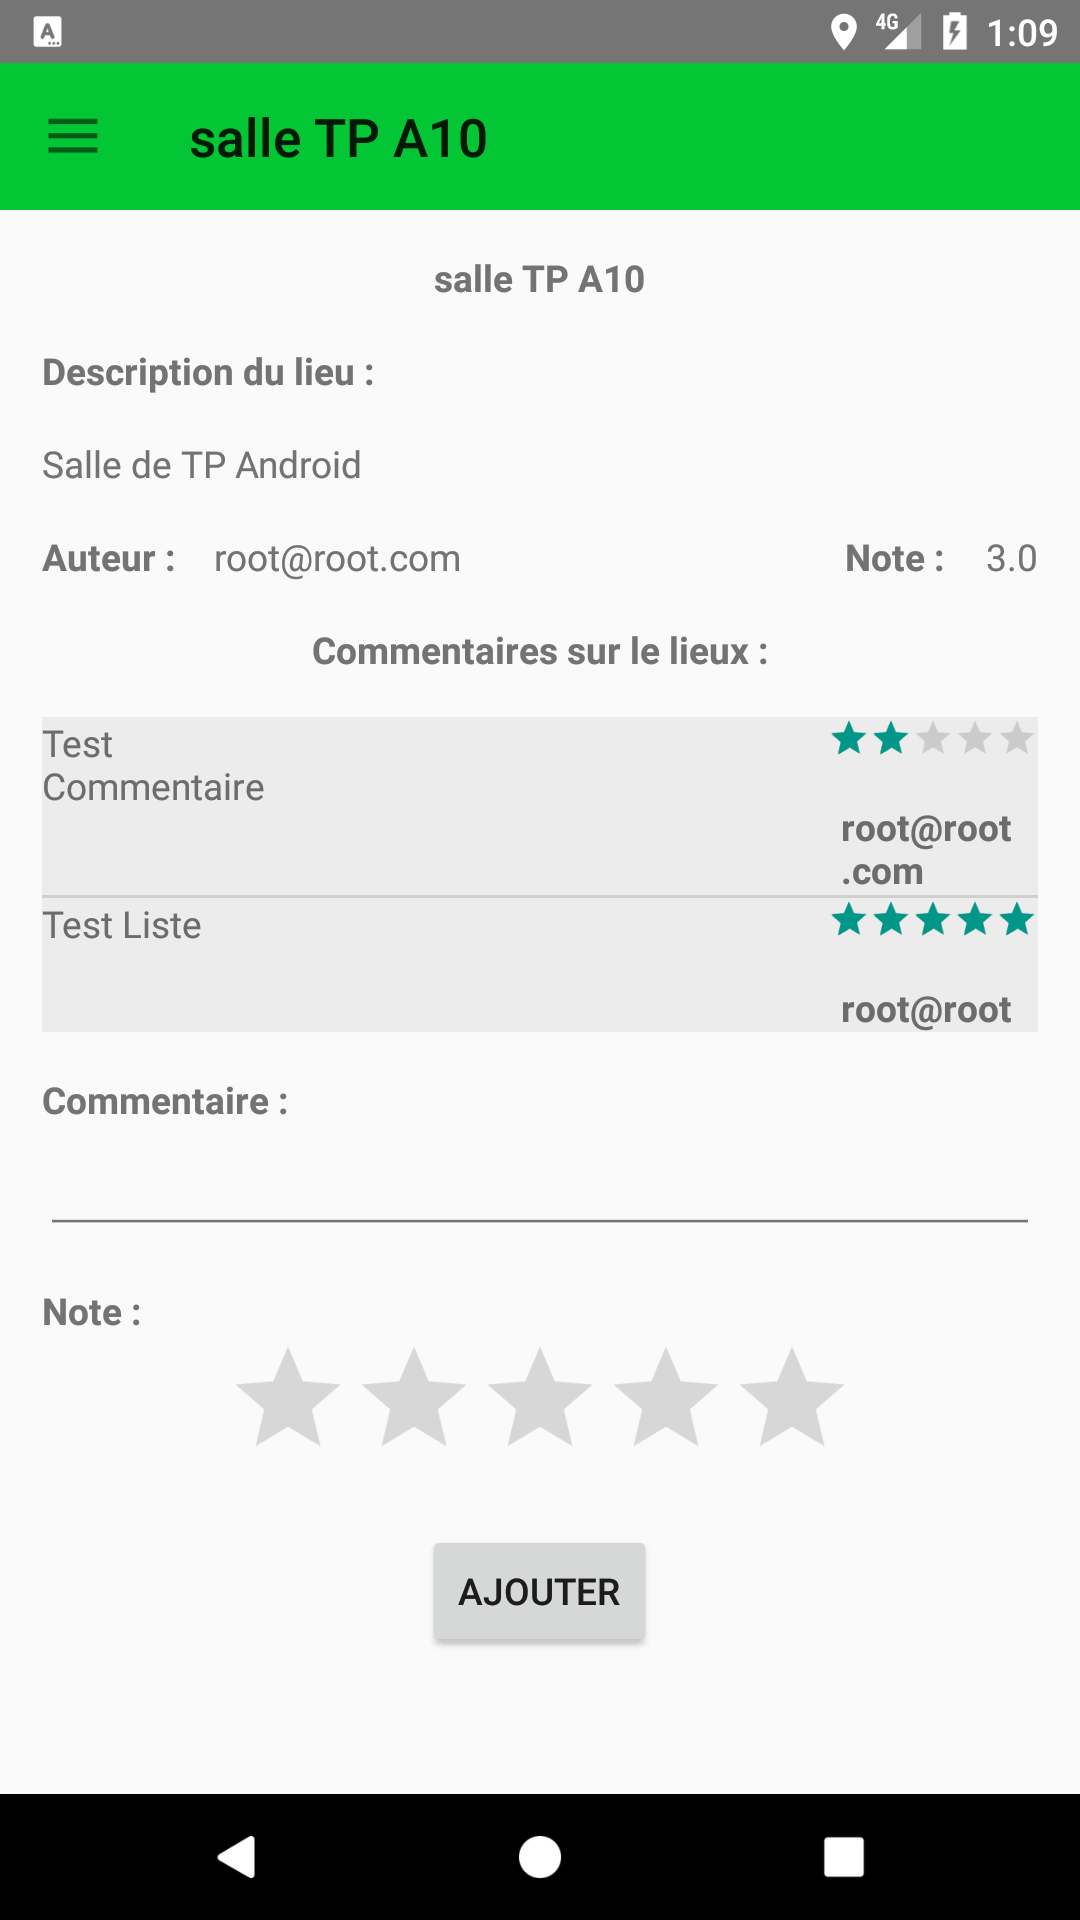 4G 1:09
salle TP A10
salle TP A10
Description du lieu :
Salle de TP Android
Auteur : root@root.com Note : 3.0
Commentaires sur le lieux :
Test
Commentaire
root@root
.com
Test Liste
root@root
Commentaire :
Note :
AJOUTER